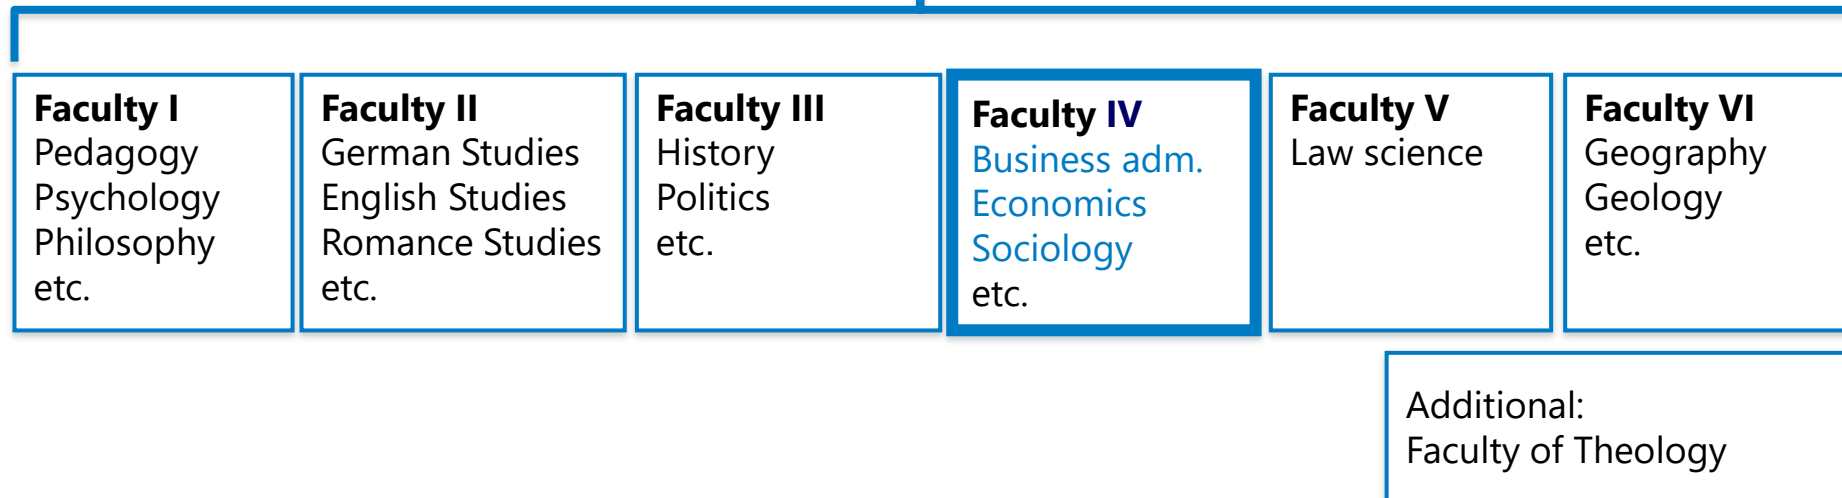 Faculty I
Pedagogy
Psychology
Philosophy
etc.
Faculty II
German Studies
English Studies
Romance Studies
etc.
Faculty III
History
Politics
etc.
Faculty IV
Business adm.
Economics
Sociology
etc.
Faculty V
Law science
Faculty VI
Geography
Geology
etc.
Additional:
Faculty of Theology